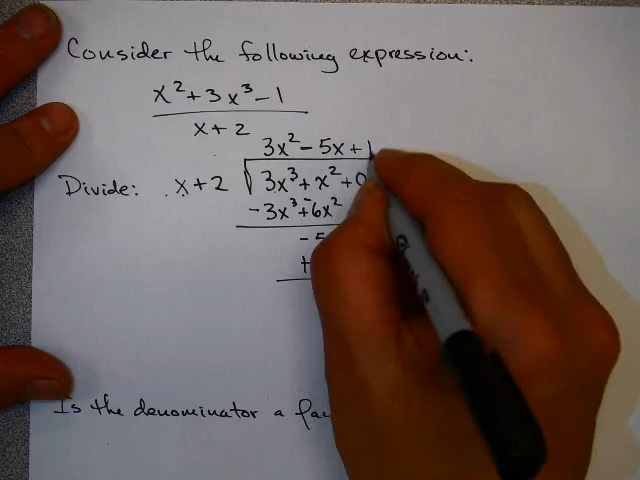 Consider the following expression:
x² + 3x³ - 1
x + 2
3x² - 5x + 1
Divide: x + 2 3x³ + x² + 0
- 3x³ + 6x²
- 5
+
Is the denominator a fac